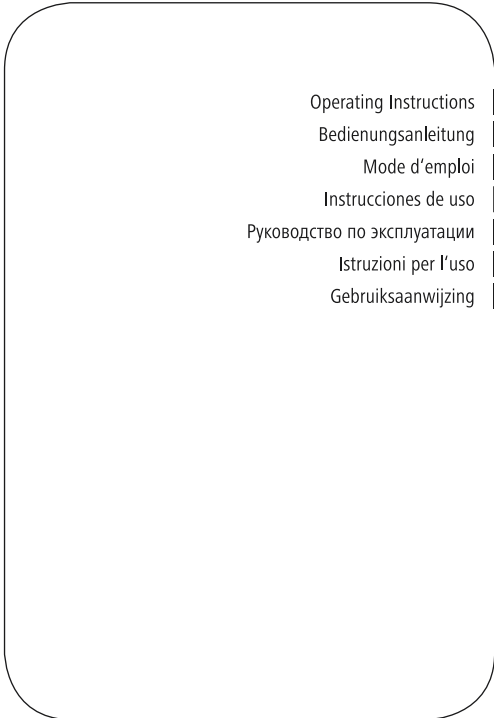 Operating Instructions
Bedienungsanleitung
Mode d‘emploi
Instrucciones de uso
Руководство по эксплуатации
Istruzioni per l‘uso
Gebruiksaanwijzing